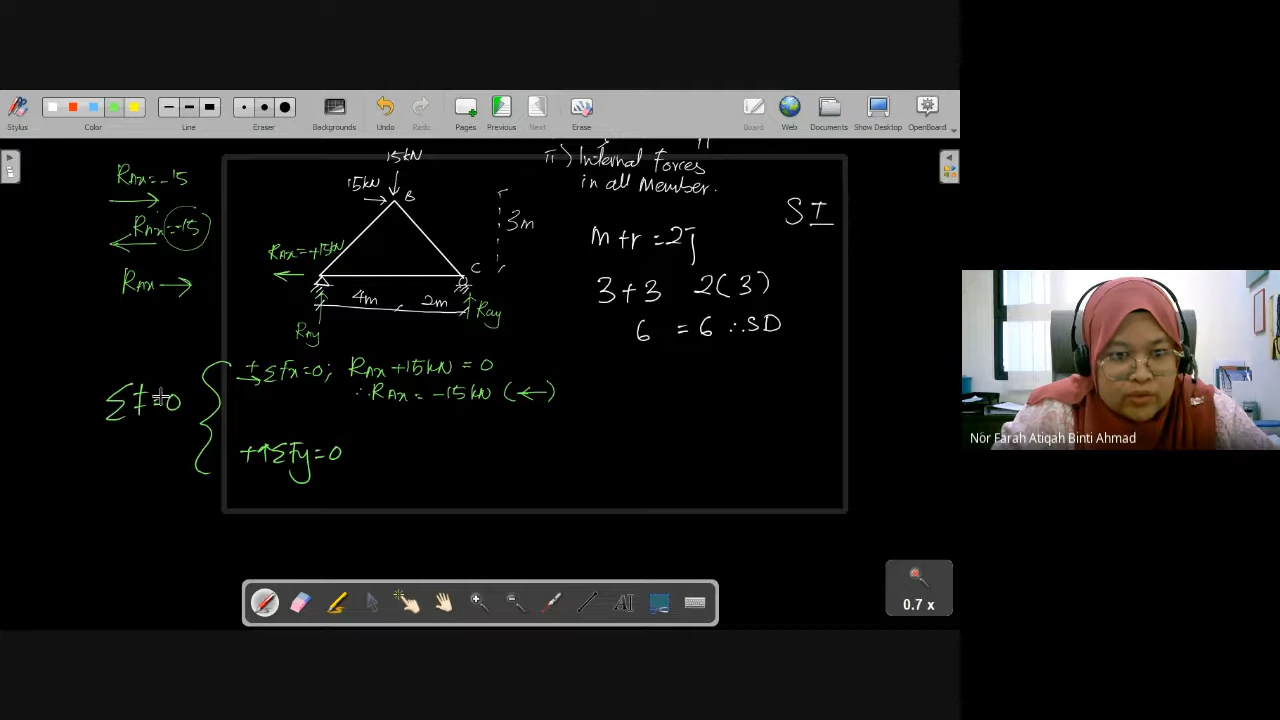 Stylus
Color
Line
Eraser
Backgrounds
Undo
Redo
Pages
Previous
Next
Erase
Board
Web
Documents
Show Desktop
OpenBoard
ii) Internal Forces
in all Member.
SI
m+r = 2j
3+3 2(3)
6 = 6 ∴SD
RAx=-15
RAx=-15
RAx →
15kN
15kN
B
3m
RAx=+15kN
C
4m
2m
RAy
Ray
ΣF=0
+→ΣFx=0; RAx+15kN = 0
∴RAx = -15kN (←)
+↑ΣFy=0
Nor Farah Atiqah Binti Ahmad
0.7 x